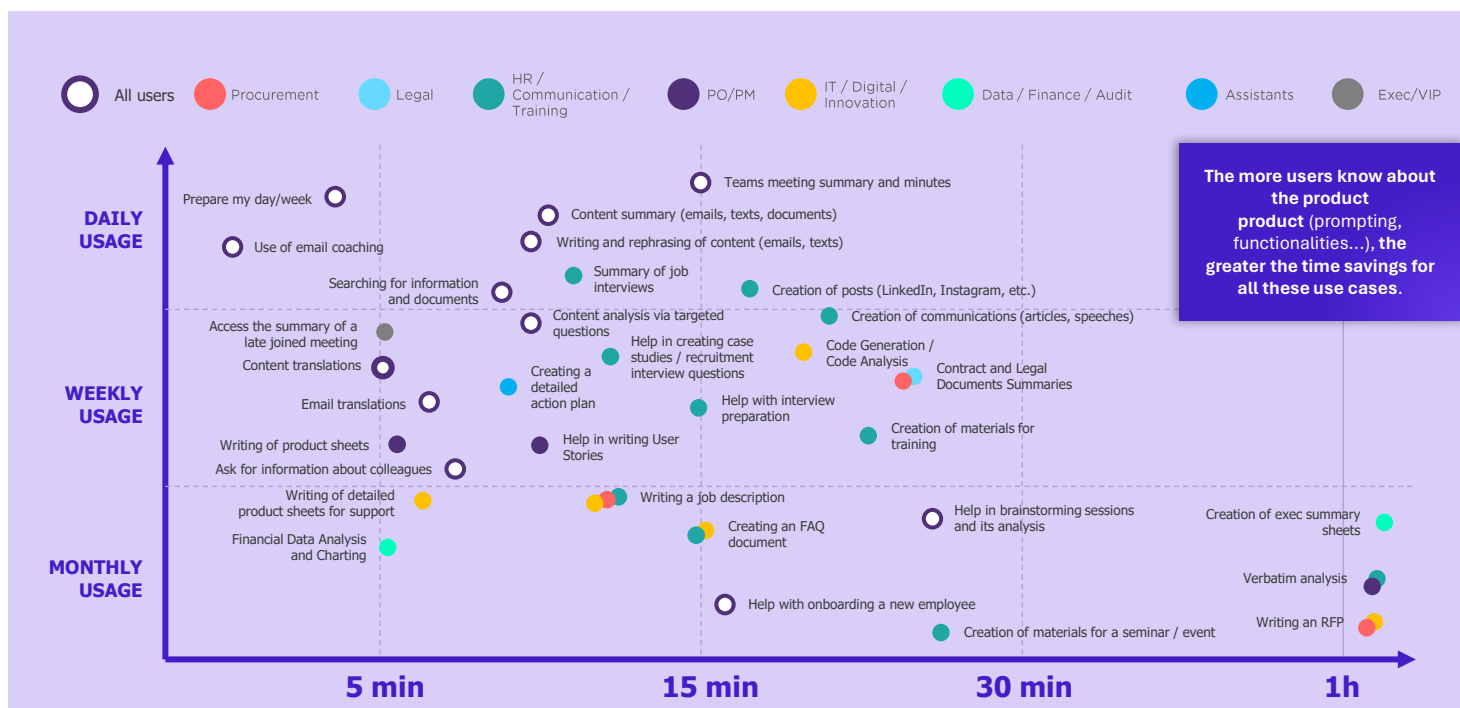 All users
Procurement
Legal
HR /
Communication /
Training
PO/PM
IT / Digital /
Innovation
Data / Finance / Audit
Assistants
Exec/VIP
The more users know about
the product
product (prompting,
functionalities...), the
greater the time savings for
all these use cases.
DAILY
USAGE
Prepare my day/week
Teams meeting summary and minutes
Content summary (emails, texts, documents)
Use of email coaching
Writing and rephrasing of content (emails, texts)
Summary of job
interviews
Searching for information
and documents
Creation of posts (LinkedIn, Instagram, etc.)
WEEKLY
USAGE
Access the summary of a
late joined meeting
Content analysis via targeted
questions
Creation of communications (articles, speeches)
Content translations
Help in creating case
studies / recruitment
interview questions
Code Generation /
Code Analysis
Contract and Legal
Documents Summaries
Creating a
detailed
action plan
Email translations
Help with interview
preparation
Writing of product sheets
Help in writing User
Stories
Creation of materials for
training
Ask for information about colleagues
MONTHLY
USAGE
Writing of detailed
product sheets for support
Writing a job description
Help in brainstorming sessions
and its analysis
Creation of exec summary
sheets
Financial Data Analysis
and Charting
Creating an FAQ
document
Verbatim analysis
Help with onboarding a new employee
Writing an RFP
Creation of materials for a seminar / event
5 min
15 min
30 min
1h